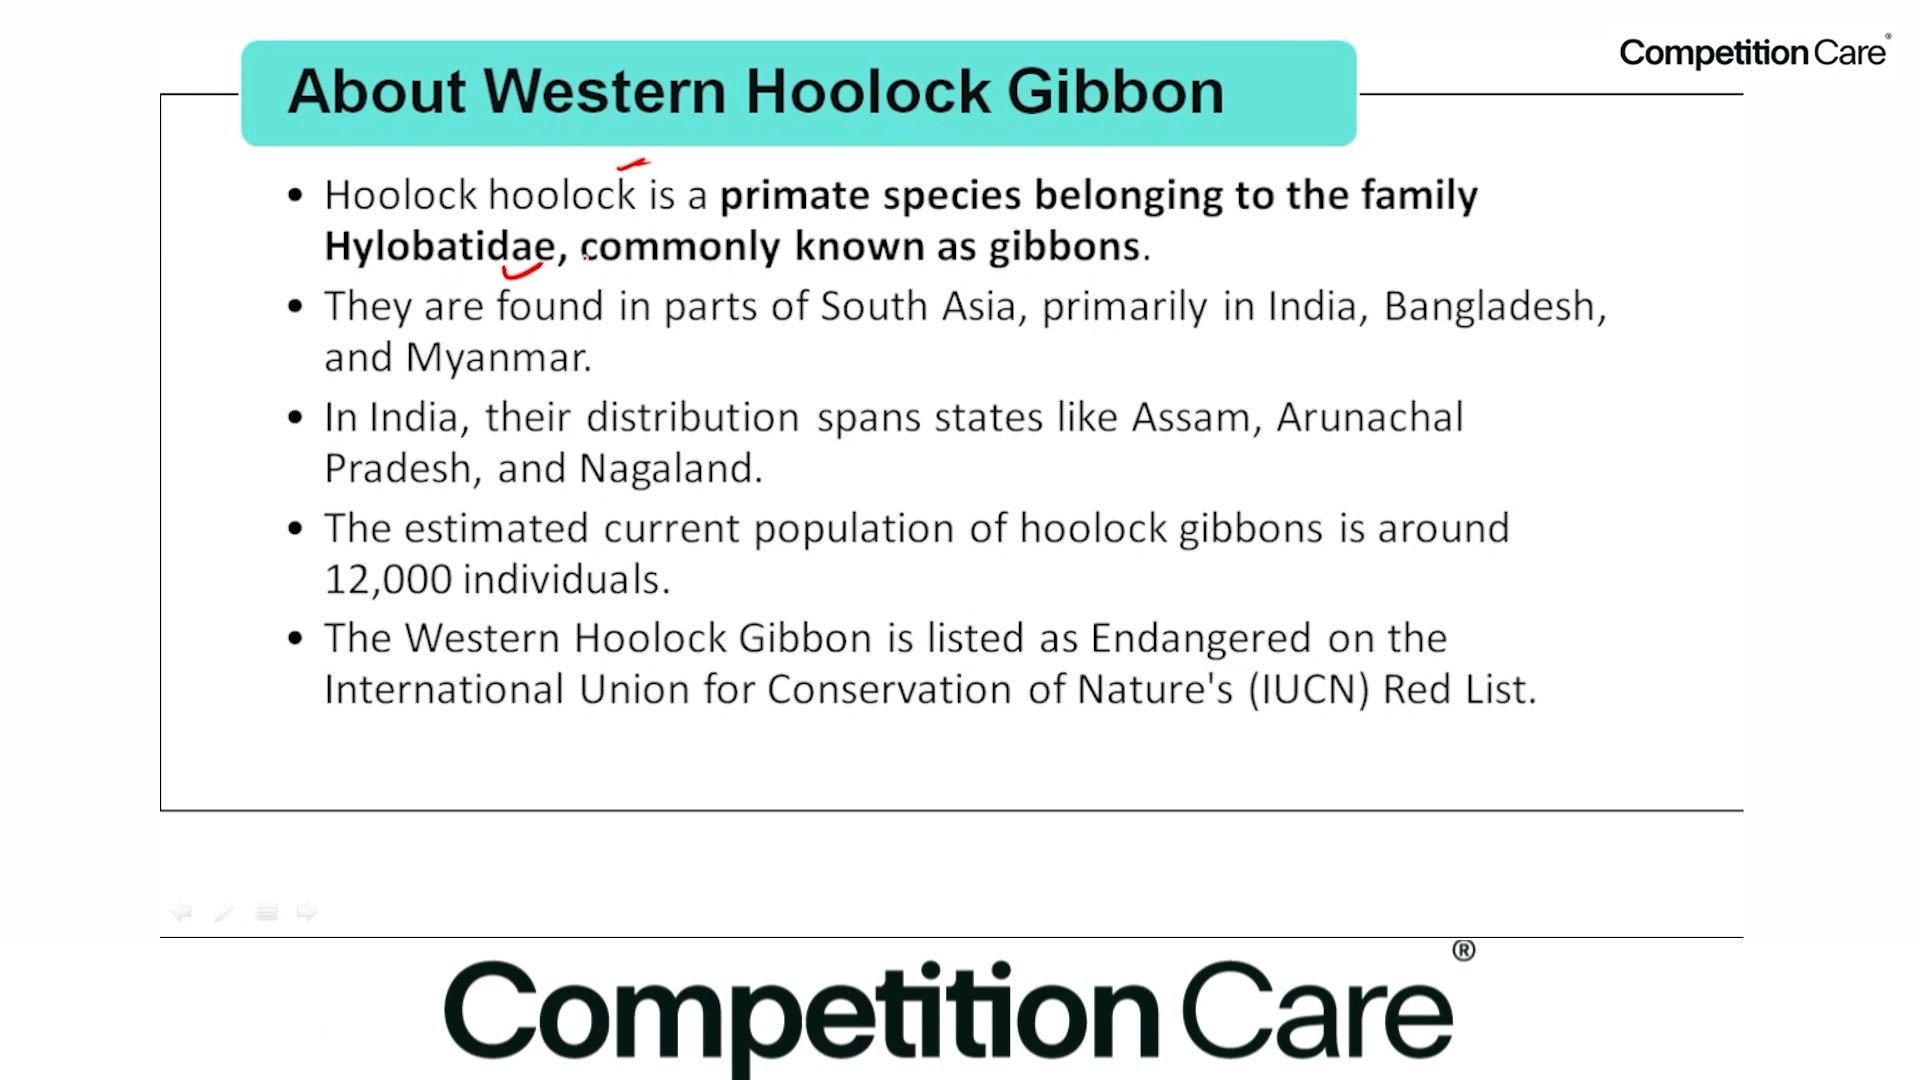 Competition Care®
About Western Hoolock Gibbon
• Hoolock hoolock is a primate species belonging to the family
Hylobatidae, commonly known as gibbons.
• They are found in parts of South Asia, primarily in India, Bangladesh,
and Myanmar.
• In India, their distribution spans states like Assam, Arunachal
Pradesh, and Nagaland.
• The estimated current population of hoolock gibbons is around
12,000 individuals.
• The Western Hoolock Gibbon is listed as Endangered on the
International Union for Conservation of Nature's (IUCN) Red List.
Competition Care®